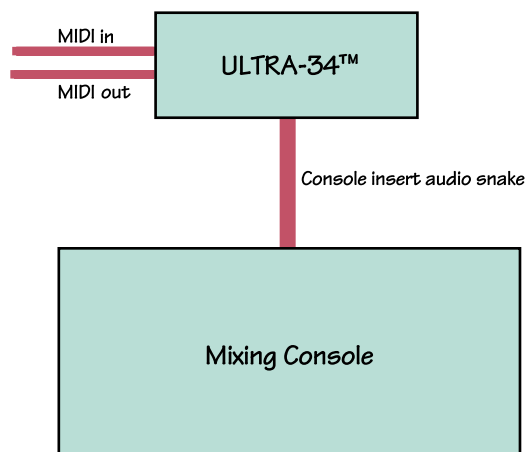 MIDI in
MIDI out
ULTRA-34™
Console insert audio snake
Mixing Console